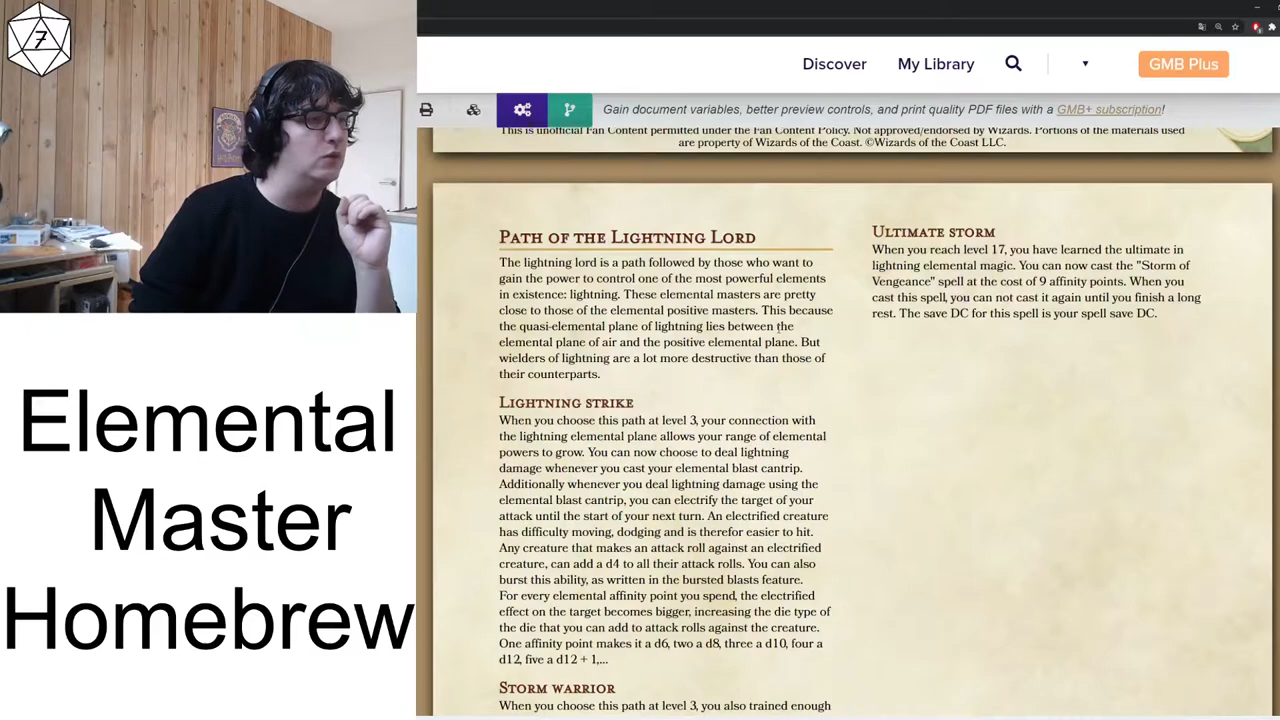 7
Discover
My Library
GMB Plus
Gain document variables, better preview controls, and print quality PDF files with a GMB+ subscription!
This is unofficial Fan Content permitted under the Fan Content Policy. Not approved/endorsed by Wizards. Portions of the materials used
are property of Wizards of the Coast. ©Wizards of the Coast LLC.
Path of the Lightning Lord
The lightning lord is a path followed by those who want to
gain the power to control one of the most powerful elements
in existence: lightning. These elemental masters are pretty
close to those of the elemental positive masters. This because
the quasi-elemental plane of lightning lies between the
elemental plane of air and the positive elemental plane. But
wielders of lightning are a lot more destructive than those of
their counterparts.
Lightning strike
When you choose this path at level 3, your connection with
the lightning elemental plane allows your range of elemental
powers to grow. You can now choose to deal lightning
damage whenever you cast your elemental blast cantrip.
Additionally whenever you deal lightning damage using the
elemental blast cantrip, you can electrify the target of your
attack until the start of your next turn. An electrified creature
has difficulty moving, dodging and is therefor easier to hit.
Any creature that makes an attack roll against an electrified
creature, can add a d4 to all their attack rolls. You can also
burst this ability, as written in the bursted blasts feature.
For every elemental affinity point you spend, the electrified
effect on the target becomes bigger, increasing the die type of
the die that you can add to attack rolls against the creature.
One affinity point makes it a d6, two a d8, three a d10, four a
d12, five a d12 + 1,...
Storm warrior
When you choose this path at level 3, you also trained enough
Ultimate storm
When you reach level 17, you have learned the ultimate in
lightning elemental magic. You can now cast the "Storm of
Vengeance" spell at the cost of 9 affinity points. When you
cast this spell, you can not cast it again until you finish a long
rest. The save DC for this spell is your spell save DC.
Elemental
Master
Homebrew